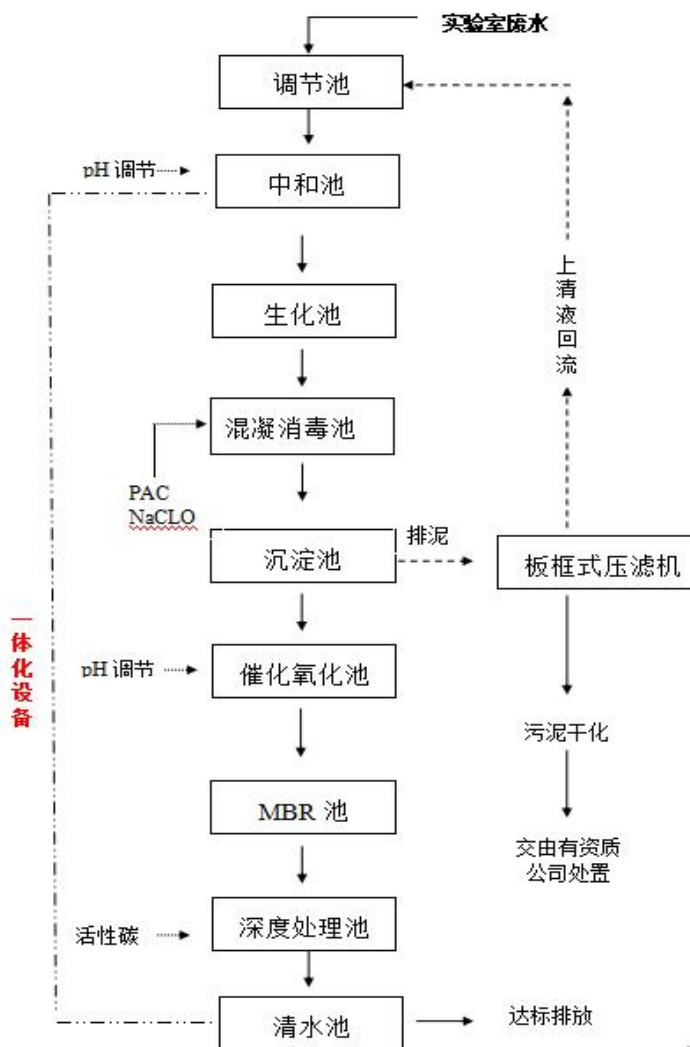 实验室废水
调节池
pH 调节
中和池
上清液回流
生化池
混凝消毒池
PAC
NaCLO
排泥
沉淀池
板框式压滤机
一体化设备
pH 调节
催化氧化池
污泥干化
MBR 池
交由有资质
公司处置
活性碳
深度处理池
清水池
达标排放